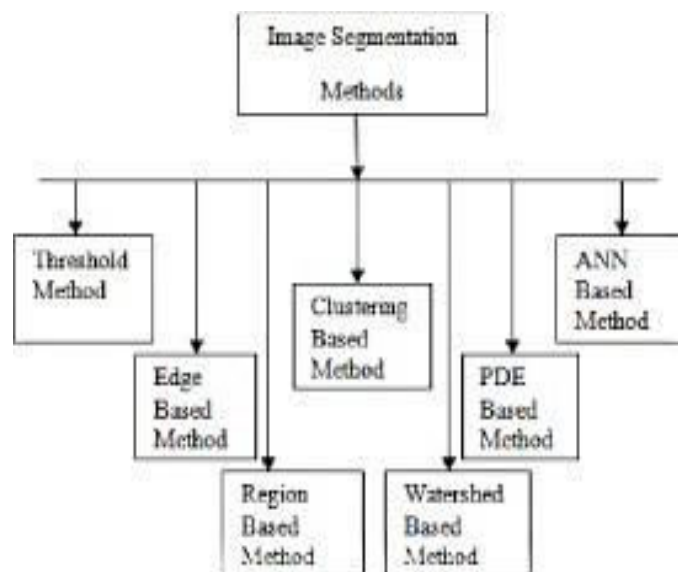 Image Segmentation
Methods
Threshold
Method
Edge
Based
Method
Region
Based
Method
Clustering
Based
Method
Watershed
Based
Method
PDE
Based
Method
ANN
Based
Method